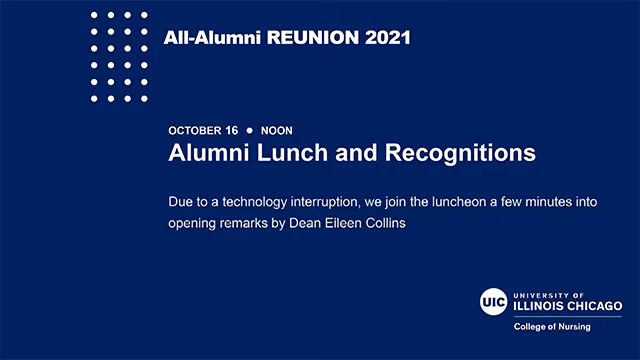 All-Alumni REUNION 2021
OCTOBER 16 • NOON
Alumni Lunch and Recognitions
Due to a technology interruption, we join the luncheon a few minutes into
opening remarks by Dean Eileen Collins
UIC
UNIVERSITY OF
ILLINOIS CHICAGO
College of Nursing